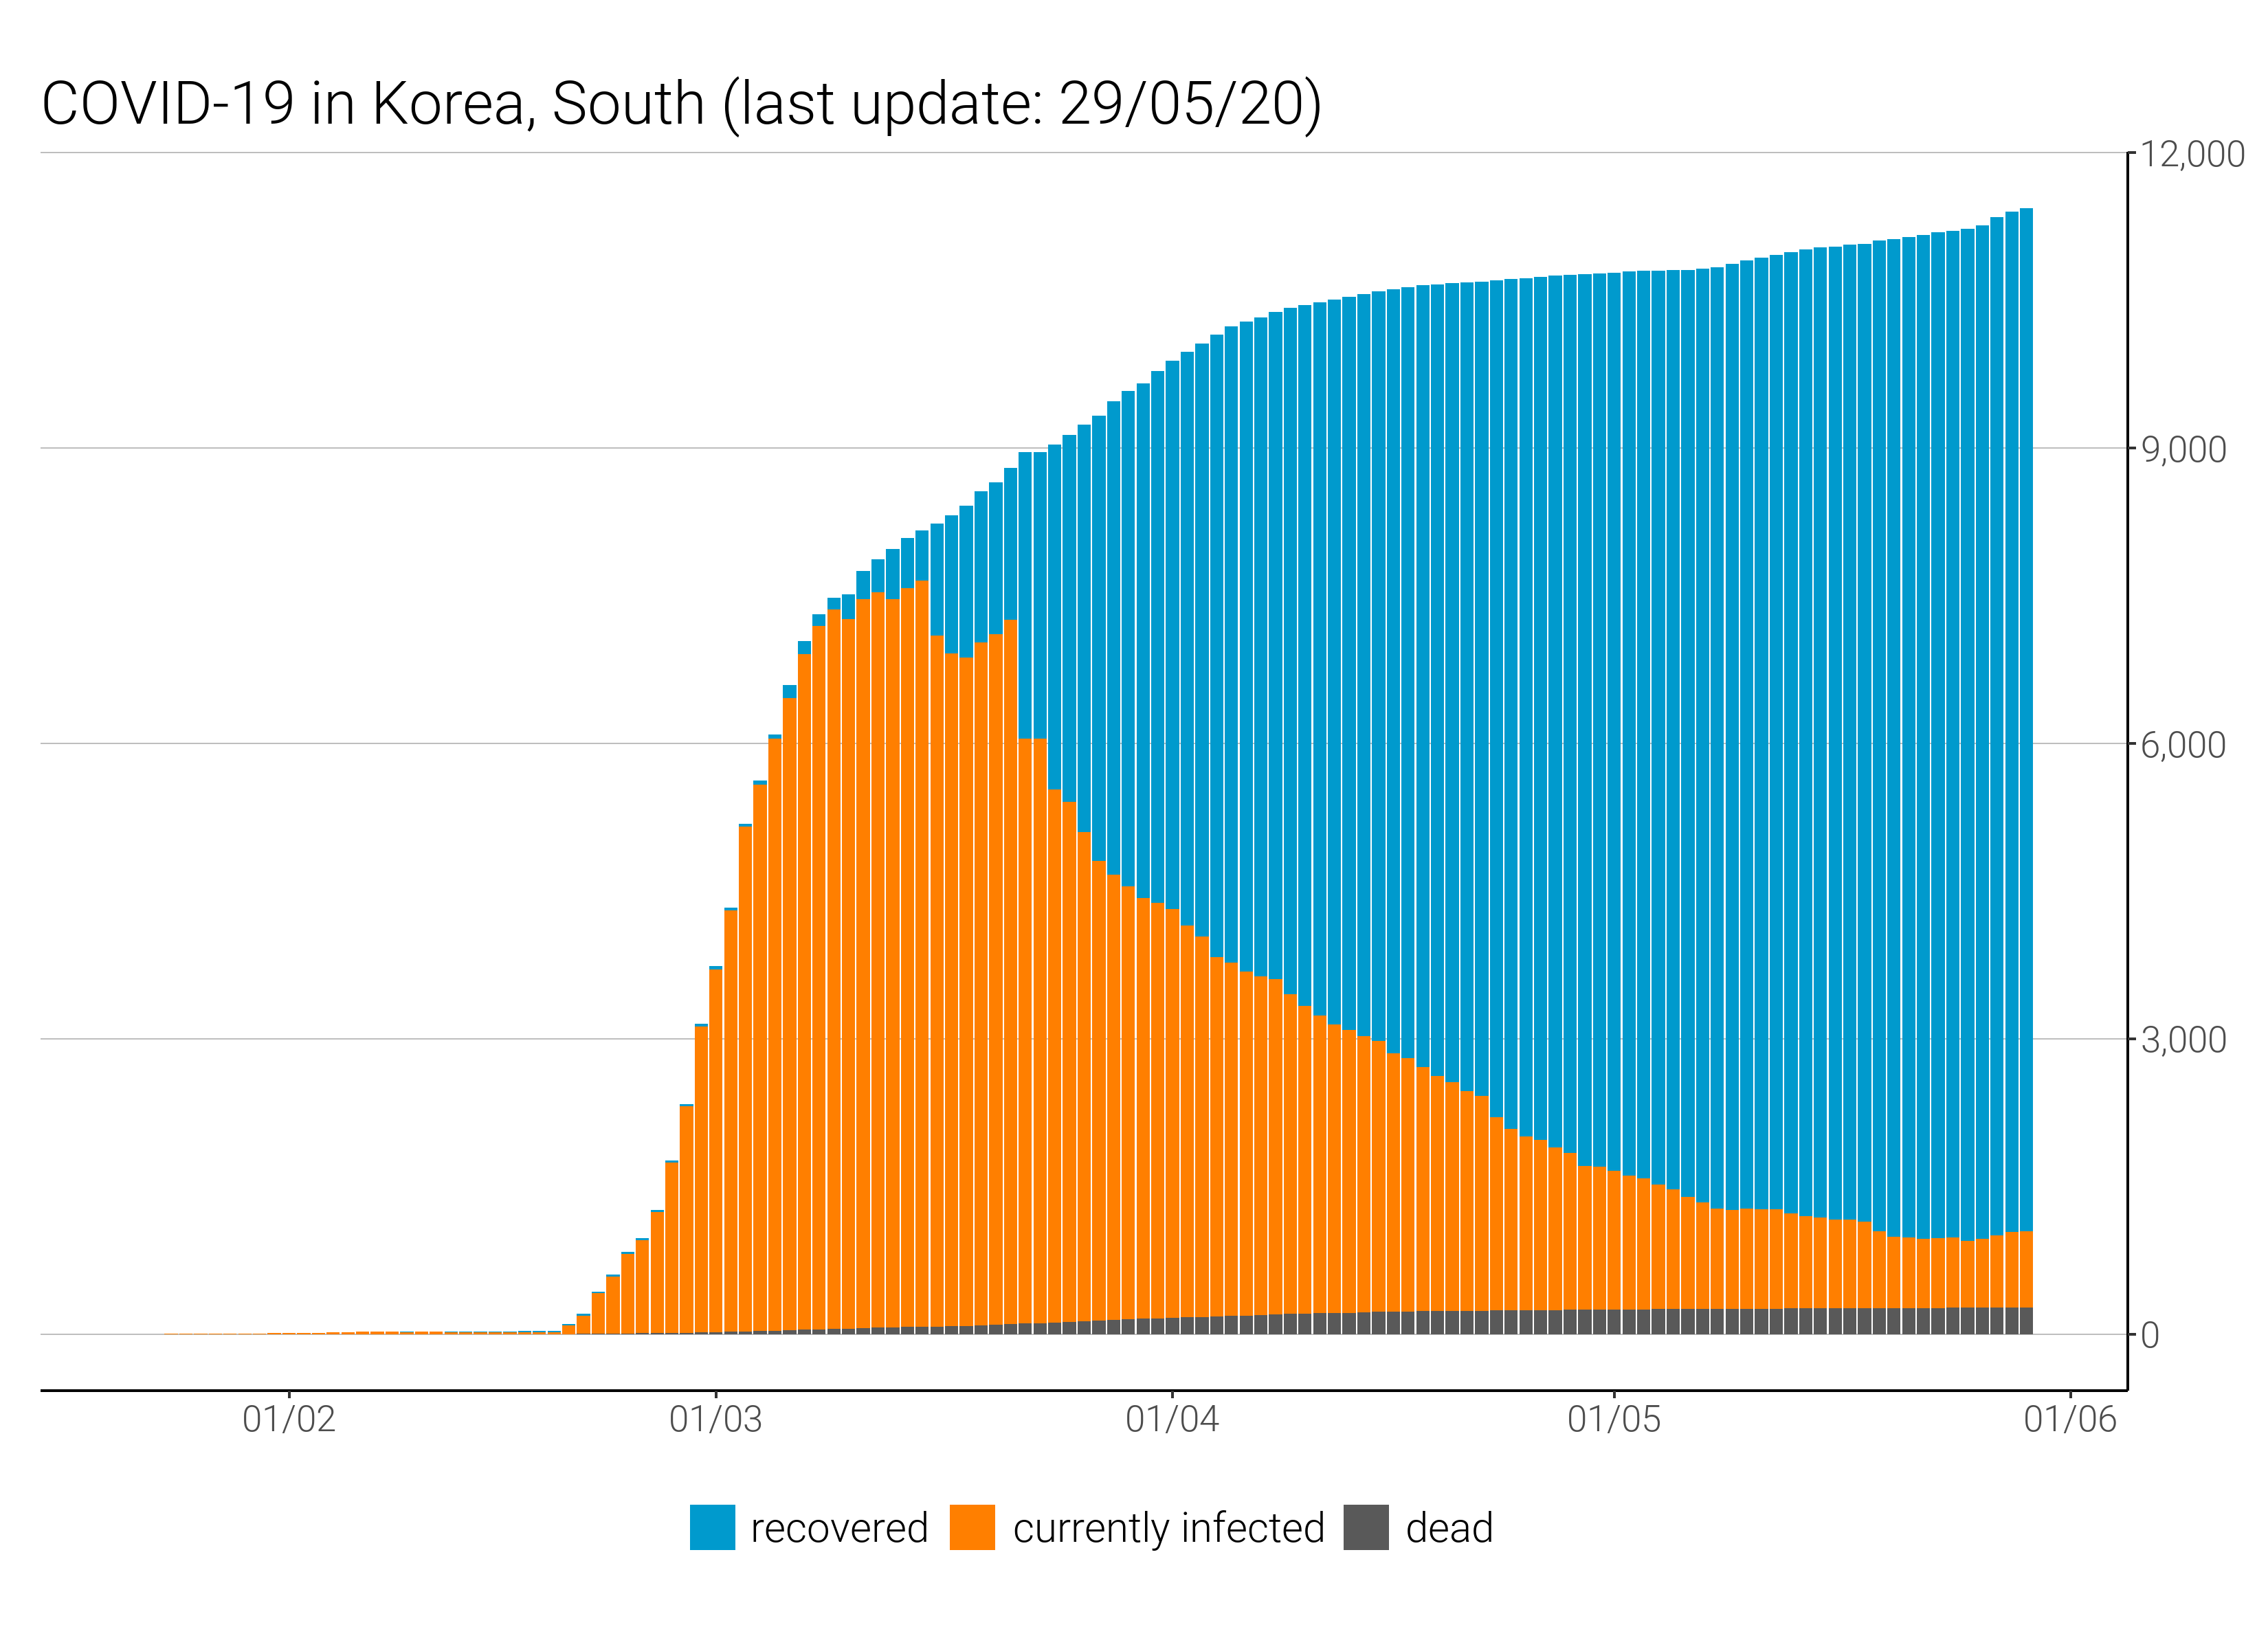 COVID-19 in Korea, South (last update: 29/05/20)
12,000
9,000
6,000
3,000
0
01/02 01/03 01/04 01/05 01/06
recovered currently infected dead